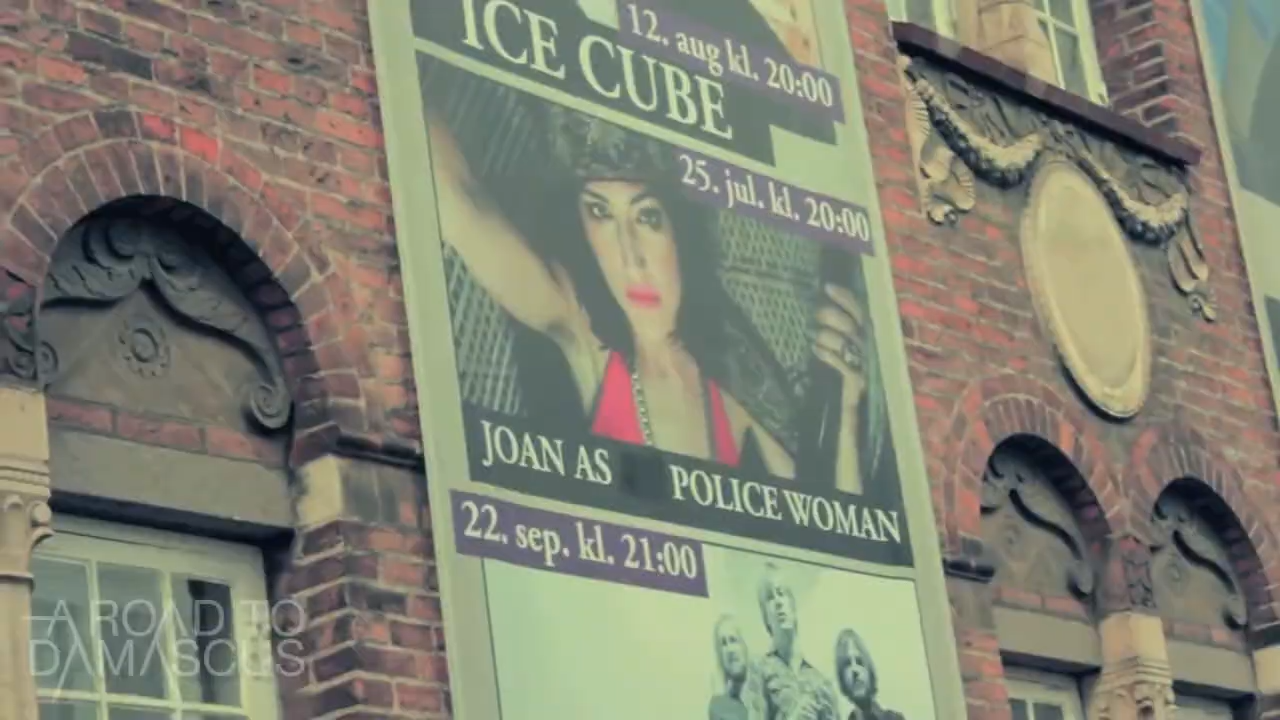 12. aug kl. 20:00
ICE CUBE
25. jul. kl. 20:00
JOAN AS POLICE WOMAN
22. sep. kl. 21:00
A ROAD TO
DAMASCUS